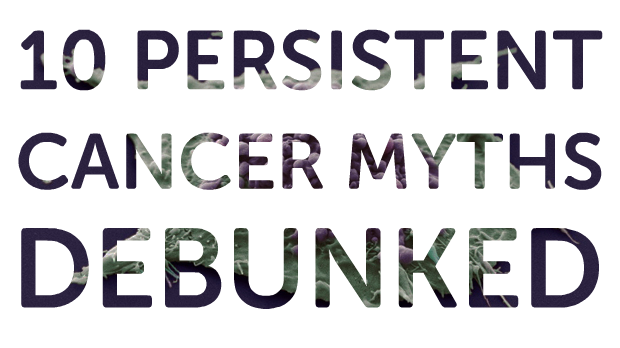 10 PERSISTENT
CANCER MYTHS
DEBUNKED